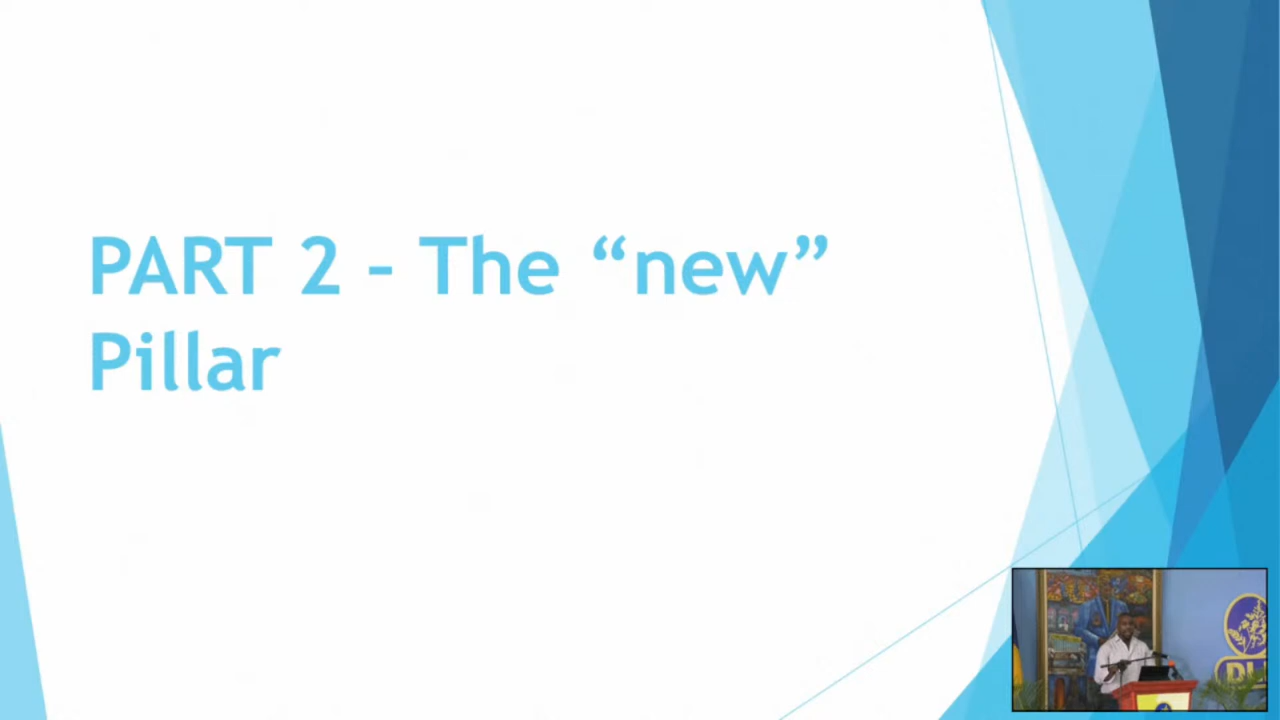 PART 2 – The “new”
Pillar